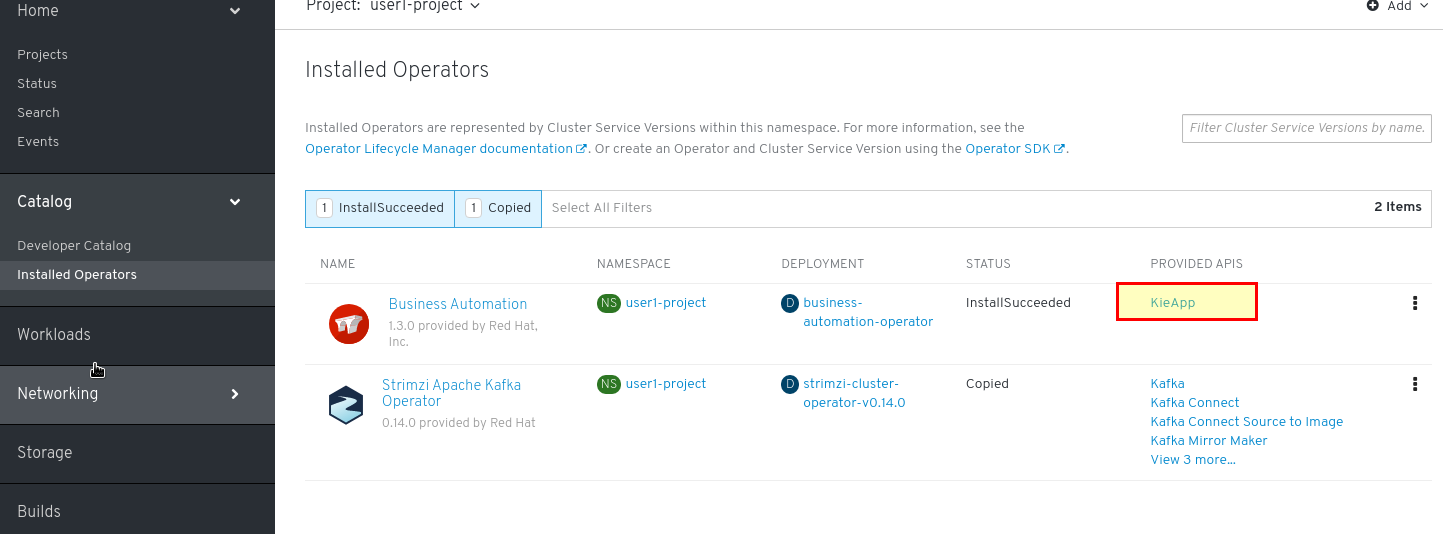 Home
Projects
Status
Search
Events
Catalog
Developer Catalog
Installed Operators
Workloads
Networking
Storage
Builds
Project: user1-project
Add
Installed Operators
Installed Operators are represented by Cluster Service Versions within this namespace. For more information, see the
Operator Lifecycle Manager documentation. Or create an Operator and Cluster Service Version using the Operator SDK.
Filter Cluster Service Versions by name.
1 InstallSucceeded 1 Copied Select All Filters 2 Items
NAME NAMESPACE DEPLOYMENT STATUS PROVIDED APIS
Business Automation
1.3.0 provided by Red Hat,
Inc.
NS user1-project
D business-
automation-operator
InstallSucceeded
KieApp
Strimzi Apache Kafka
Operator
0.14.0 provided by Red Hat
NS user1-project
D strimzi-cluster-
operator-v0.14.0
Copied
Kafka
Kafka Connect
Kafka Connect Source to Image
Kafka Mirror Maker
View 3 more...